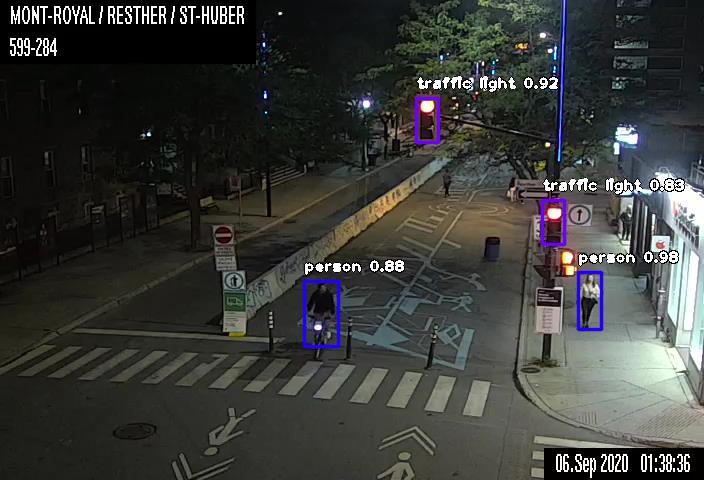 MONT-ROYAL / RESTHER / ST-HUBER
599-284
traffic light 0.92
traffic light 0.83
person 0.98
person 0.88
06.Sep 2020 01:38:36